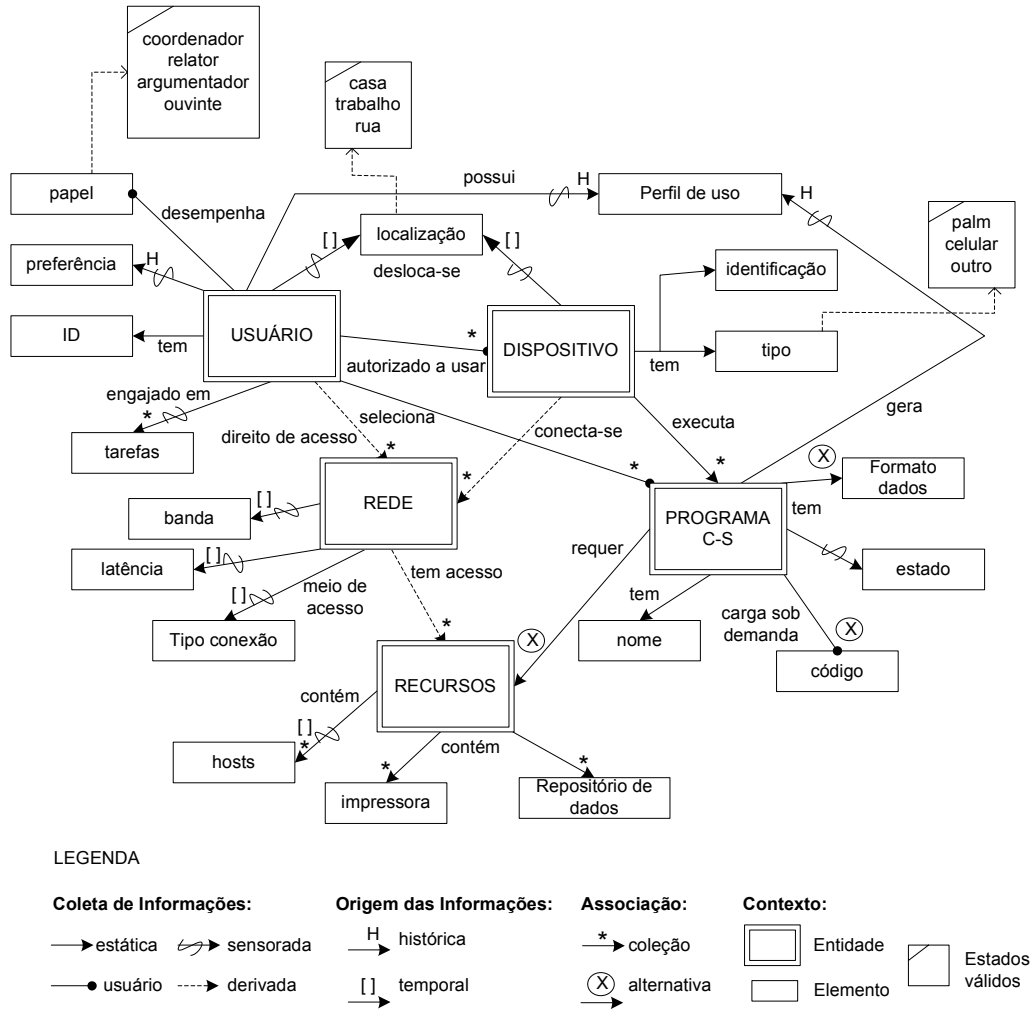 coordenador
relator
argumentador
ouvinte
casa
trabalho
rua
possui
H
Perfil de uso
H
papel
desempenha
palm
celular
outro
[ ]
localização
[ ]
desloca-se
preferência
H
identificação
ID
tem
USUÁRIO
*
autorizado a usar
DISPOSITIVO
tem
tipo
engajado em
*
tarefas
seleciona
direito de acesso
*
conecta-se
*
executa
*
gera
*
X
Formato
dados
tem
[ ]
banda
REDE
PROGRAMA
C-S
[ ]
latência
requer
estado
tem acesso
meio de
acesso
[ ]
Tipo conexão
*
X
tem
nome
carga sob
demanda
X
código
RECURSOS
contém
[ ]
*
hosts
contém
*
impressora
*
Repositório de
dados
LEGENDA
Coleta de Informações:
estática
sensorada
usuário
derivada
Origem das Informações:
H
histórica
[ ]
temporal
Associação:
*
coleção
X
alternativa
Contexto:
Entidade
Elemento
Estados
válidos